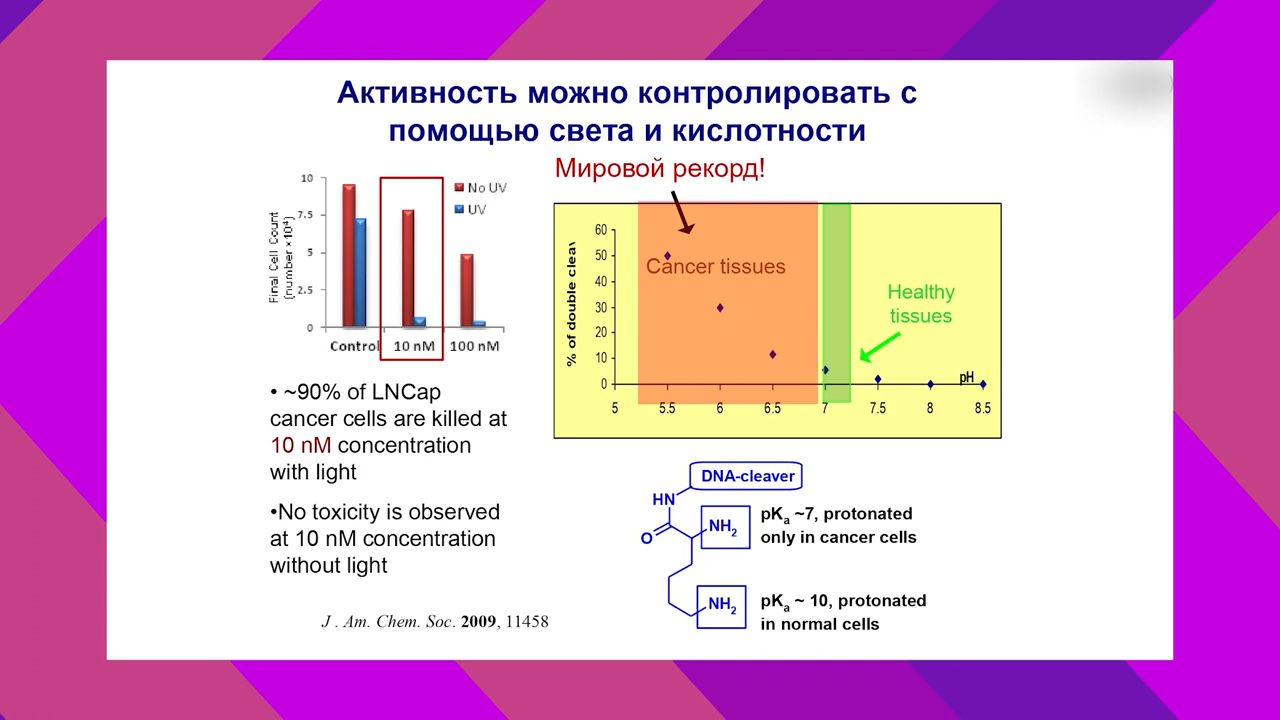 Активность можно контролировать с
помощью света и кислотности
Мировой рекорд!
Final Cell Count
(number ×10⁴)
10
7.5
5
2.5
0
No UV
UV
Control
10 nM
100 nM
% of double
60
50
40
30
20
10
0
Cancer tissues
Healthy
tissues
pH
5
5.5
6
6.5
7
7.5
8
8.5
• ~90% of LNCap
cancer cells are killed at
10 nM concentration
with light
•No toxicity is observed
at 10 nM concentration
without light
J . Am. Chem. Soc. 2009, 11458
DNA-cleaver
HN
O
NH₂
pKₐ ~7, protonated
only in cancer cells
NH₂
pKₐ ~ 10, protonated
in normal cells